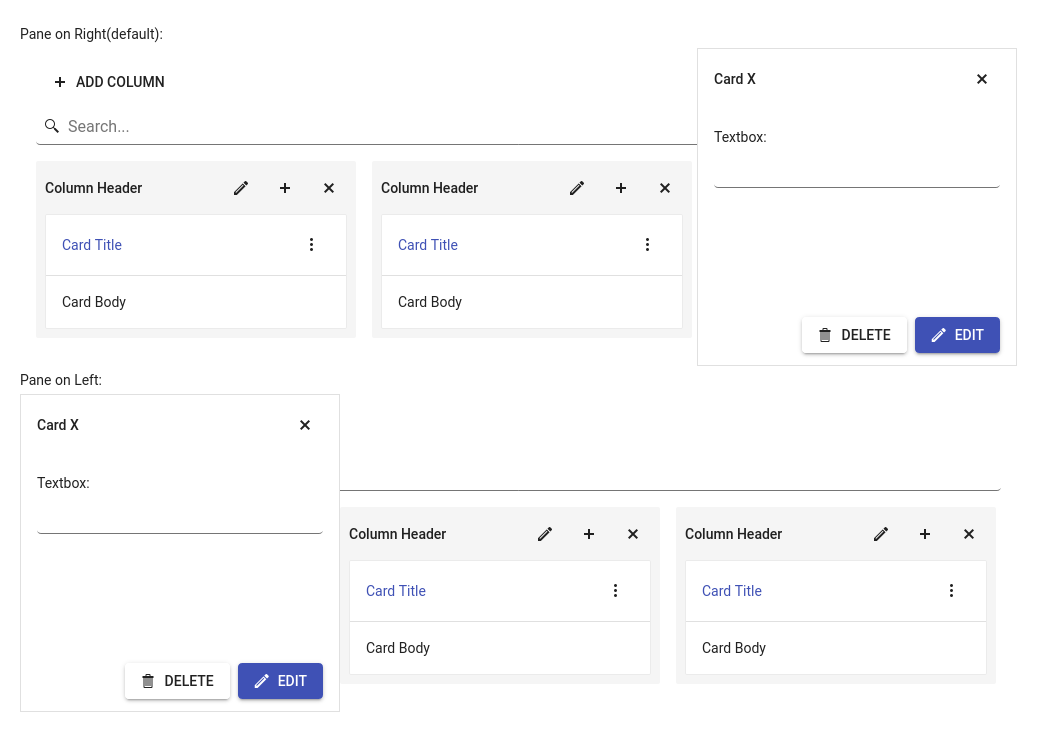 Pane on Right(default):
ADD COLUMN
Search...
Column Header
Card Title
Card Body
Column Header
Card Title
Card Body
Card X
Textbox:
DELETE
EDIT
Pane on Left:
Card X
Textbox:
DELETE
EDIT
Column Header
Card Title
Card Body
Column Header
Card Title
Card Body